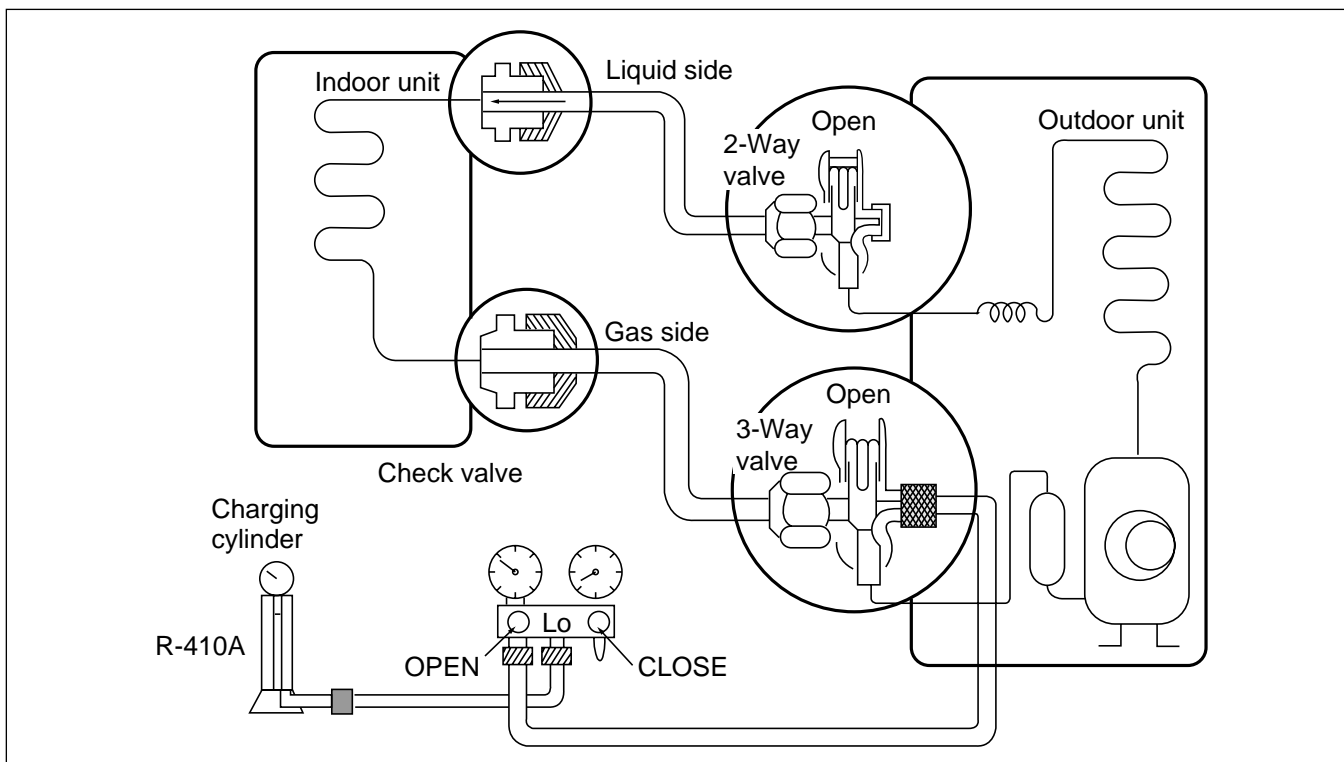 Indoor unit
Liquid side
Open
2-Way
valve
Outdoor unit
Gas side
Open
3-Way
valve
Check valve
Charging
cylinder
R-410A
Lo
OPEN
CLOSE